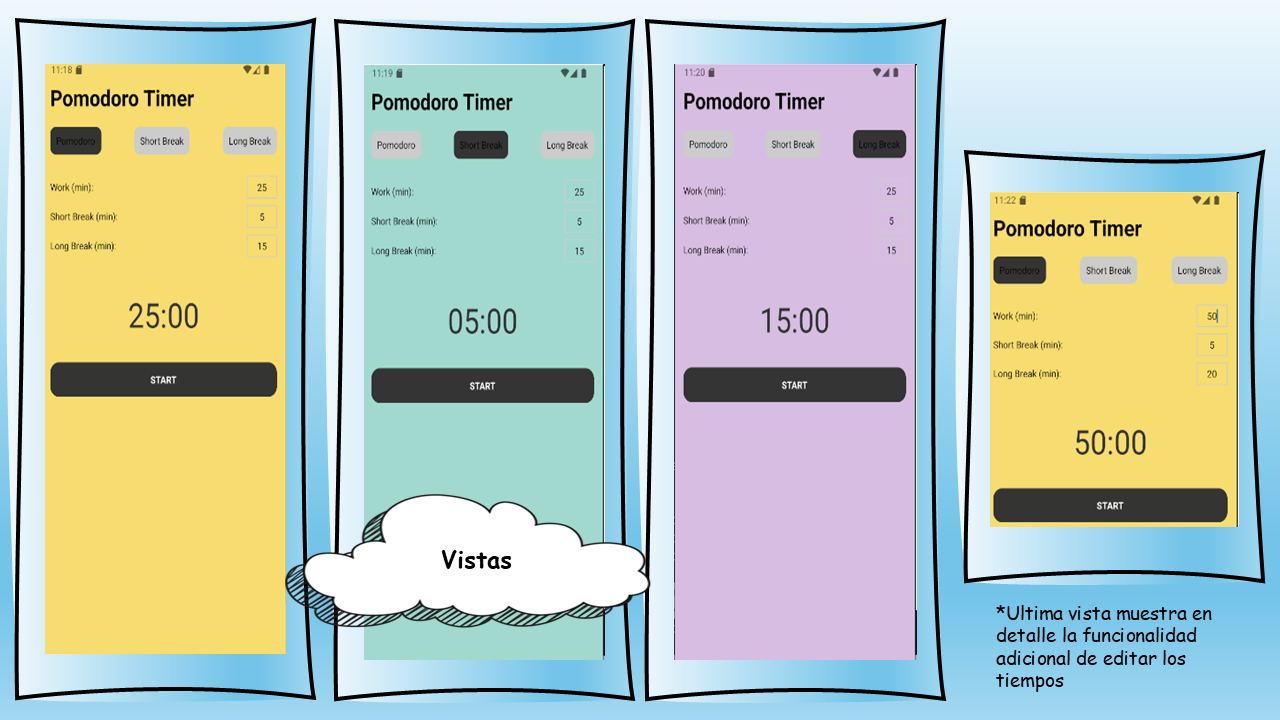 11:18
Pomodoro Timer
Pomodoro Short Break Long Break
Work (min): 25
Short Break (min): 5
Long Break (min): 15
25:00
START
11:19
Pomodoro Timer
Pomodoro Short Break Long Break
Work (min): 25
Short Break (min): 5
Long Break (min): 15
05:00
START
11:20
Pomodoro Timer
Pomodoro Short Break Long Break
Work (min): 25
Short Break (min): 5
Long Break (min): 15
15:00
START
11:22
Pomodoro Timer
Pomodoro Short Break Long Break
Work (min): 50
Short Break (min): 5
Long Break (min): 20
50:00
START
Vistas
*Ultima vista muestra en
detalle la funcionalidad
adicional de editar los
tiempos